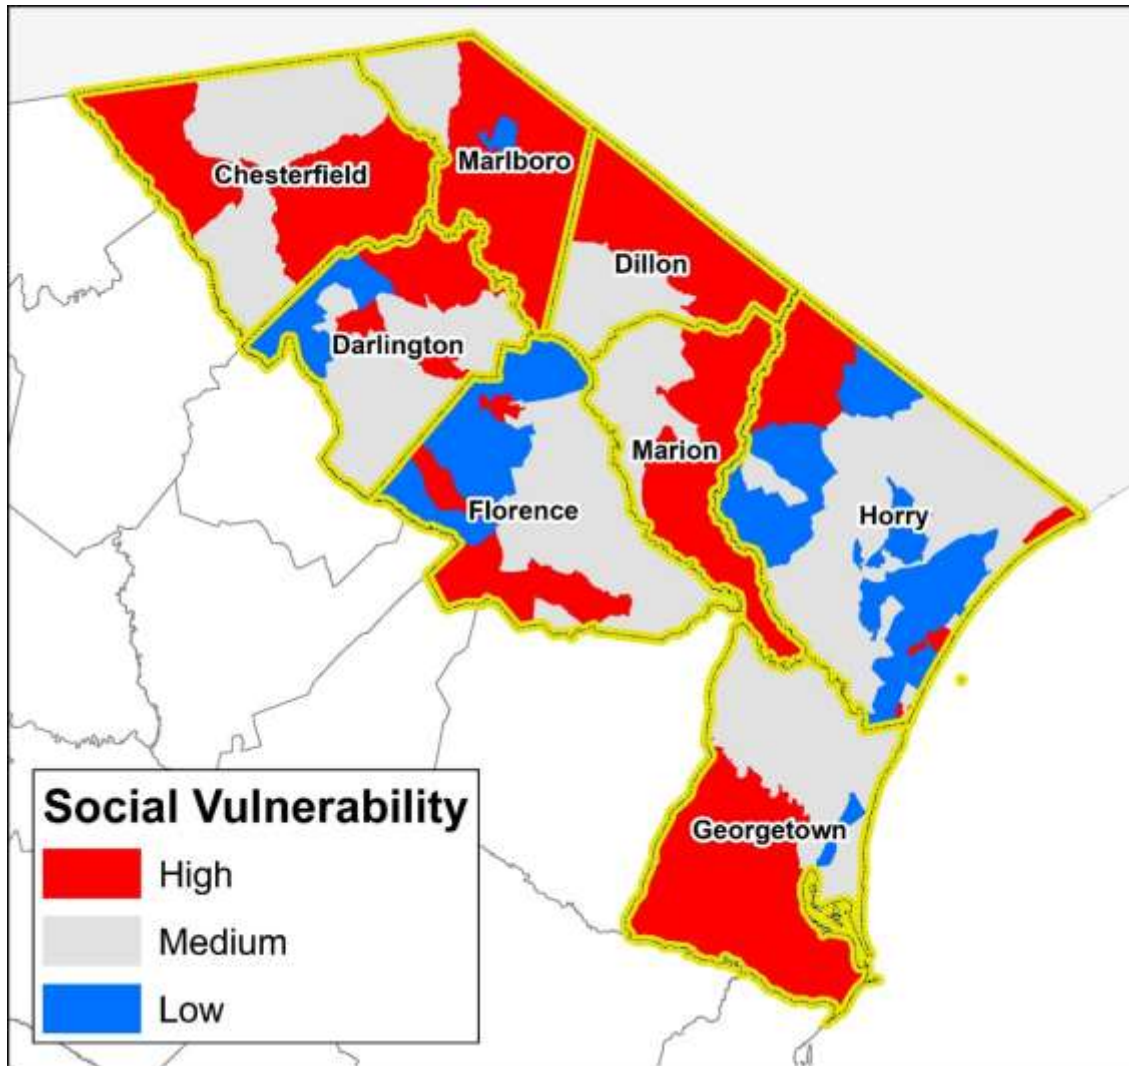 Marlboro
Chesterfield
Dillon
Darlington
Marion
Florence
Horry
Georgetown
Social Vulnerability
High
Medium
Low